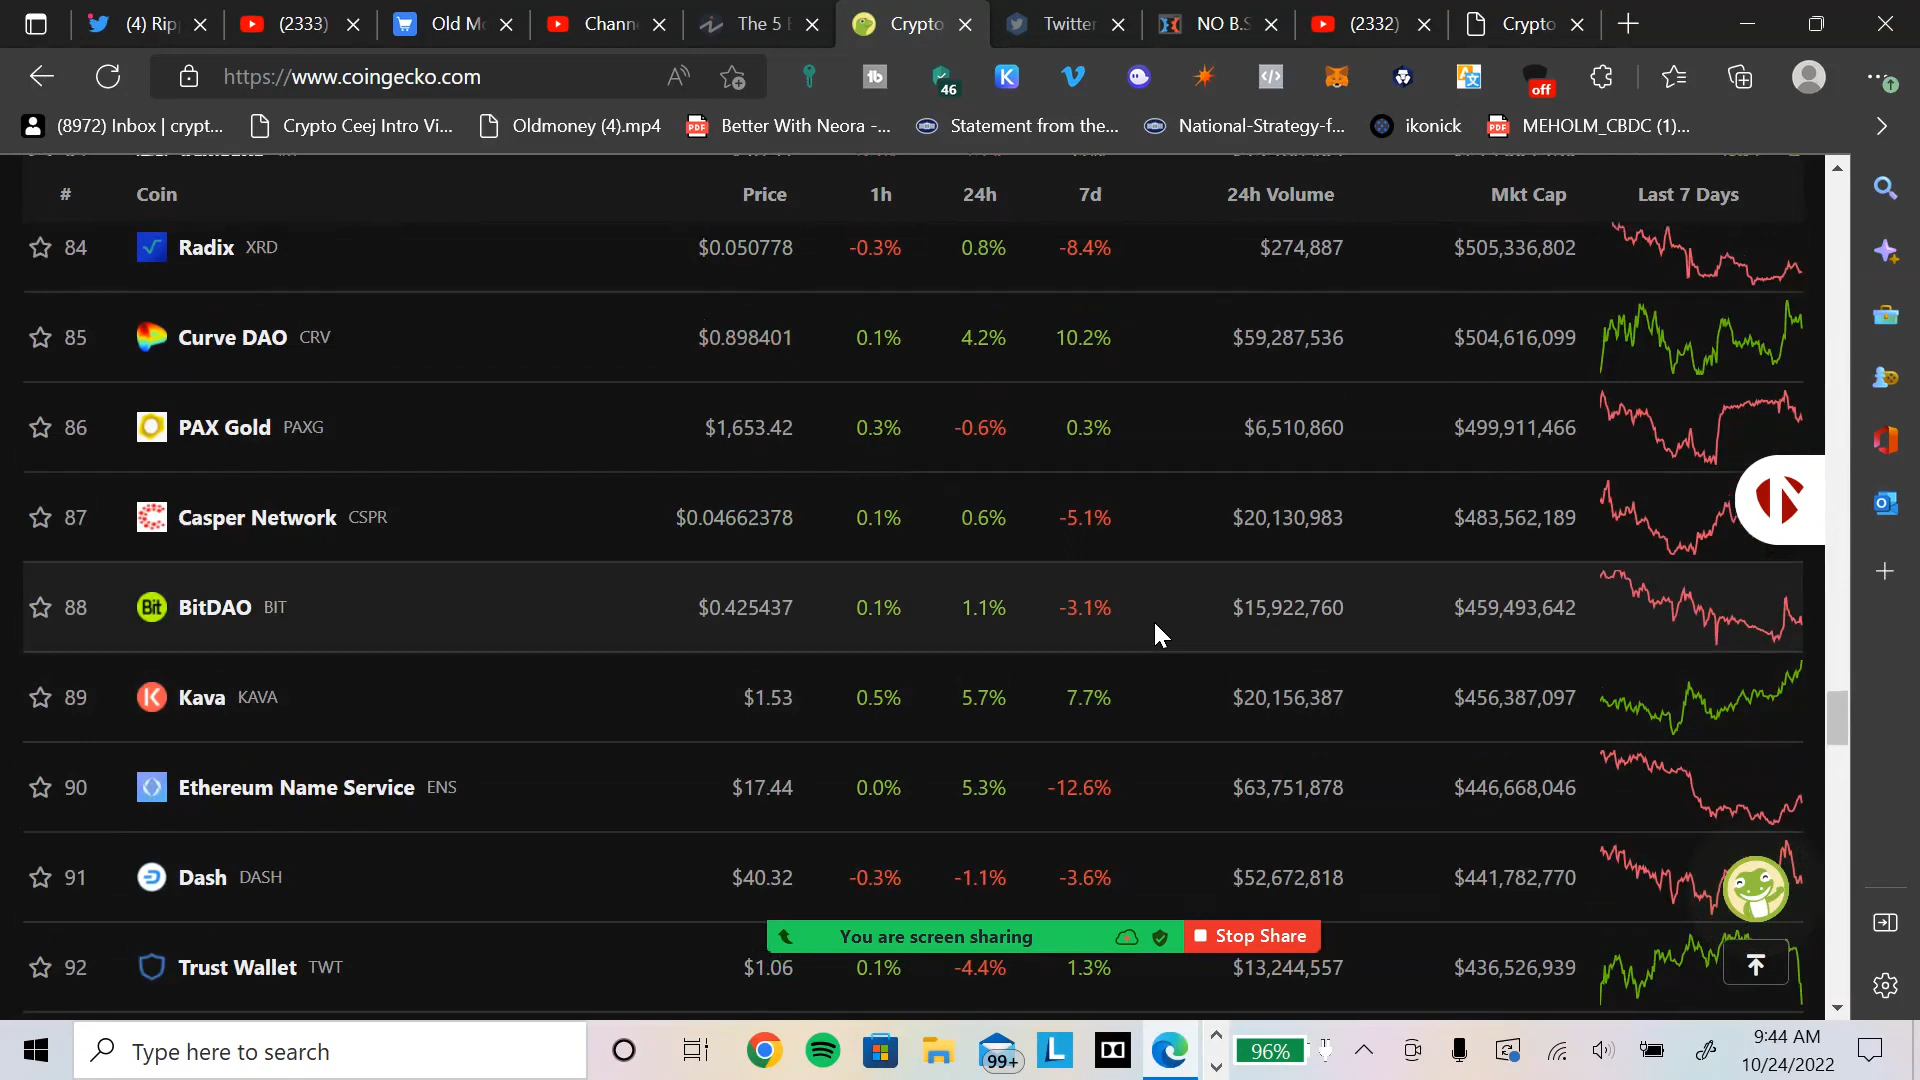 (4) Rip
(2333)
Old Mo
Chann
The 5 E
Crypto
Twitter
NO B.S
(2332)
Crypto
https://www.coingecko.com
46
off
(8972) Inbox | crypt...
Crypto Ceej Intro Vi...
Oldmoney (4).mp4
Better With Neora -...
Statement from the...
National-Strategy-f...
ikonick
MEHOLM_CBDC (1)...
# Coin Price 1h 24h 7d 24h Volume Mkt Cap Last 7 Days
84 Radix XRD $0.050778 -0.3% 0.8% -8.4% $274,887 $505,336,802
85 Curve DAO CRV $0.898401 0.1% 4.2% 10.2% $59,287,536 $504,616,099
86 PAX Gold PAXG $1,653.42 0.3% -0.6% 0.3% $6,510,860 $499,911,466
87 Casper Network CSPR $0.04662378 0.1% 0.6% -5.1% $20,130,983 $483,562,189
88 Bit BitDAO BIT $0.425437 0.1% 1.1% -3.1% $15,922,760 $459,493,642
89 Kava KAVA $1.53 0.5% 5.7% 7.7% $20,156,387 $456,387,097
90 Ethereum Name Service ENS $17.44 0.0% 5.3% -12.6% $63,751,878 $446,668,046
91 Dash DASH $40.32 -0.3% -1.1% -3.6% $52,672,818 $441,782,770
You are screen sharing Stop Share
92 Trust Wallet TWT $1.06 0.1% -4.4% 1.3% $13,244,557 $436,526,939
Type here to search
99+
96%
9:44 AM
10/24/2022